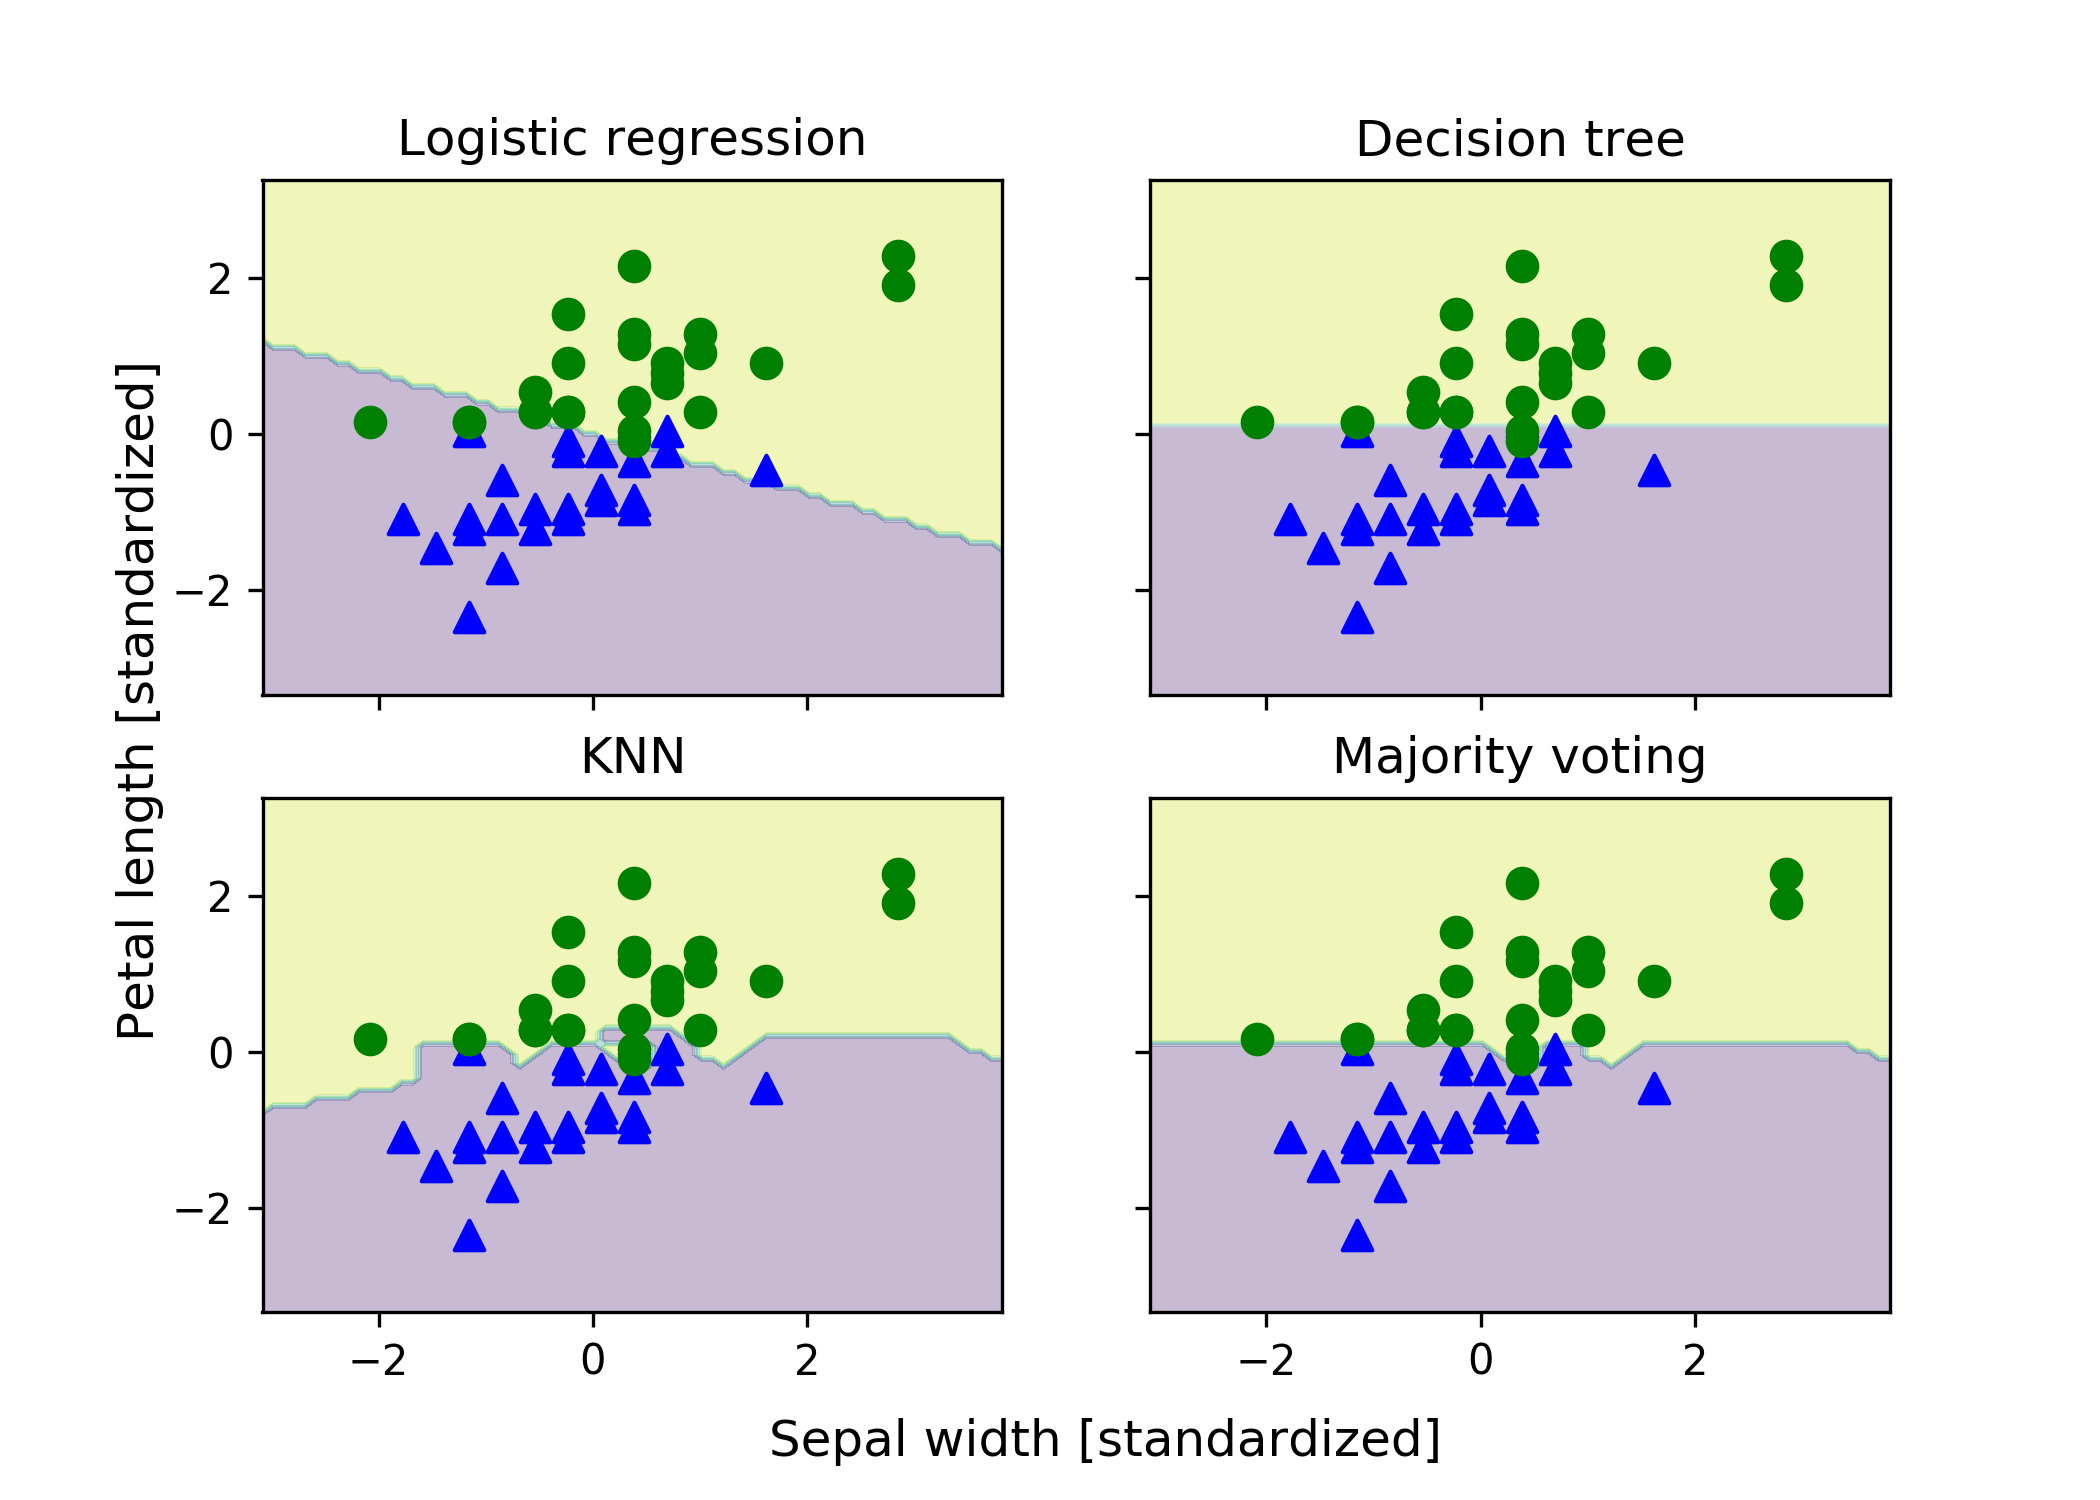 Logistic regression
Decision tree
2
0
−2
KNN
Majority voting
2
0
−2
−2 0 2
−2 0 2
Petal length [standardized]
Sepal width [standardized]